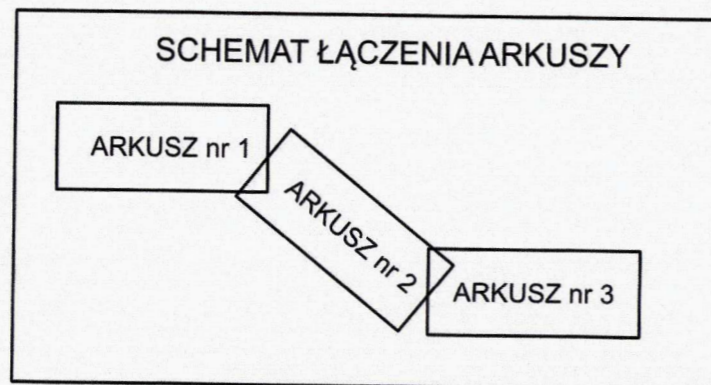 SCHEMAT ŁĄCZENIA ARKUSZY
ARKUSZ nr 1
ARKUSZ nr 2
ARKUSZ nr 3